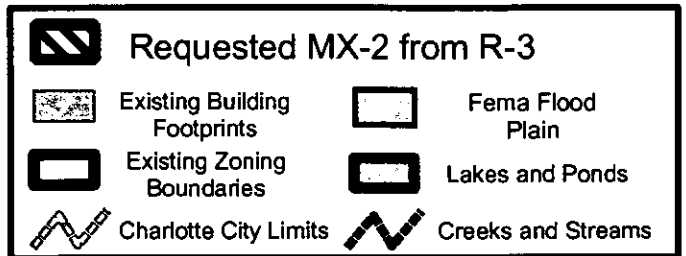 Requested MX-2 from R-3
Existing Building
Footprints
Fema Flood
Plain
Existing Zoning
Boundaries
Lakes and Ponds
Charlotte City Limits
Creeks and Streams